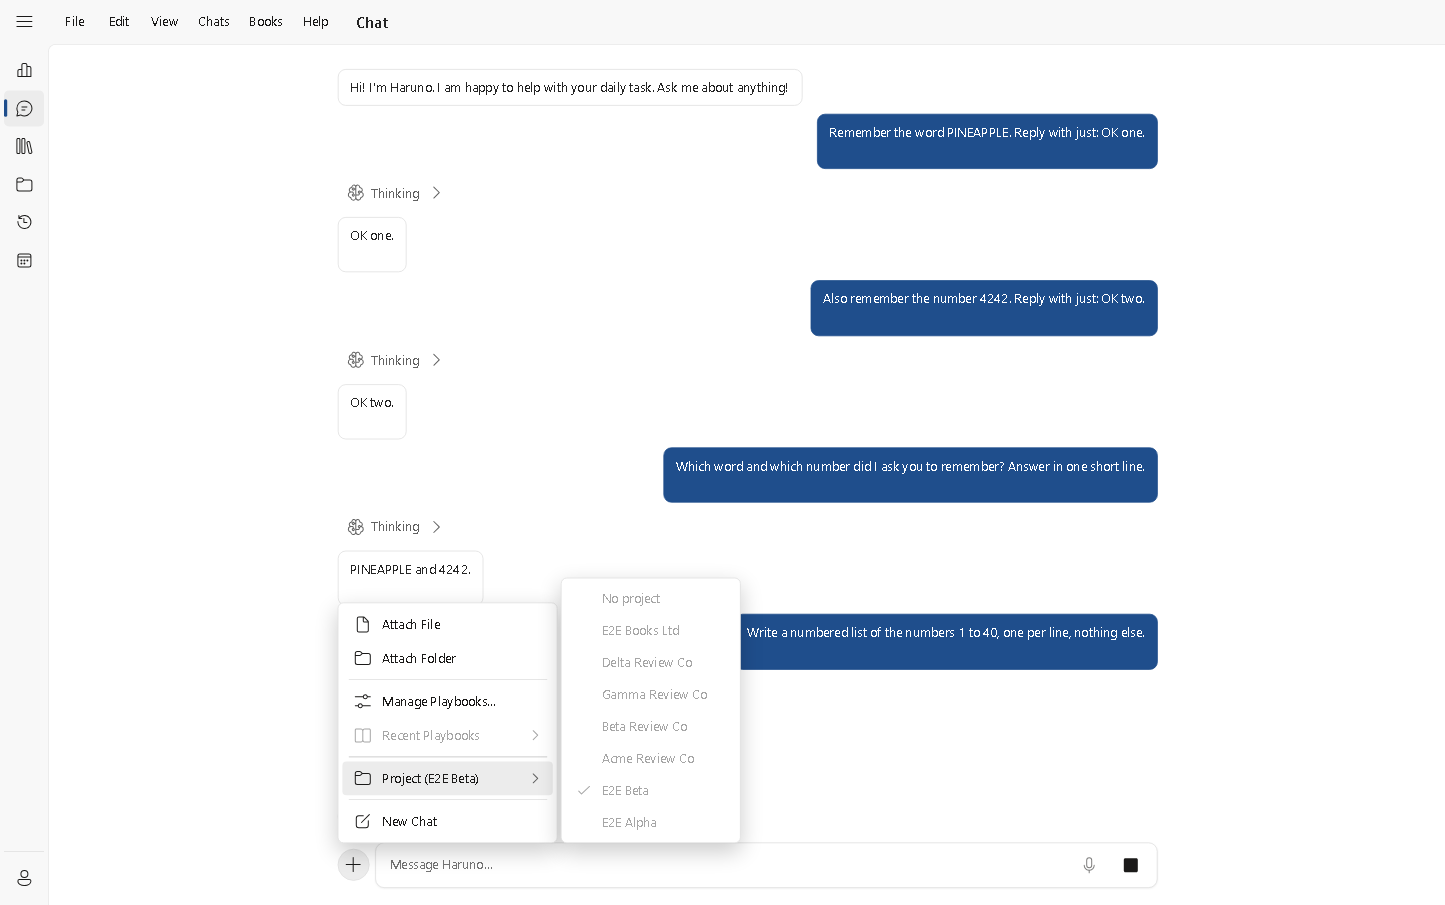 File Edit View Chats Books Help Chat
Hi! I'm Haruno. I am happy to help with your daily task. Ask me about anything!
Remember the word PINEAPPLE. Reply with just: OK one.
Thinking
OK one.
Also remember the number 4242. Reply with just: OK two.
Thinking
OK two.
Which word and which number did I ask you to remember? Answer in one short line.
Thinking
PINEAPPLE and 4242.
Write a numbered list of the numbers 1 to 40, one per line, nothing else.
Attach File
Attach Folder
Manage Playbooks...
Recent Playbooks
Project (E2E Beta)
New Chat
No project
E2E Books Ltd
Delta Review Co
Gamma Review Co
Beta Review Co
Acme Review Co
E2E Beta
E2E Alpha
Message Haruno...